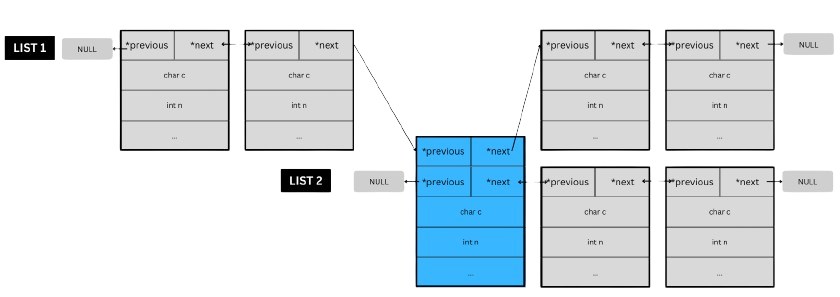 LIST 1
NULL
*previous *next
char c
int n
...
*previous *next
char c
int n
...
*previous *next
char c
int n
...
*previous *next
char c
int n
...
NULL
LIST 2
NULL
*previous *next
*previous *next
char c
int n
...
*previous *next
char c
int n
...
*previous *next
char c
int n
...
NULL